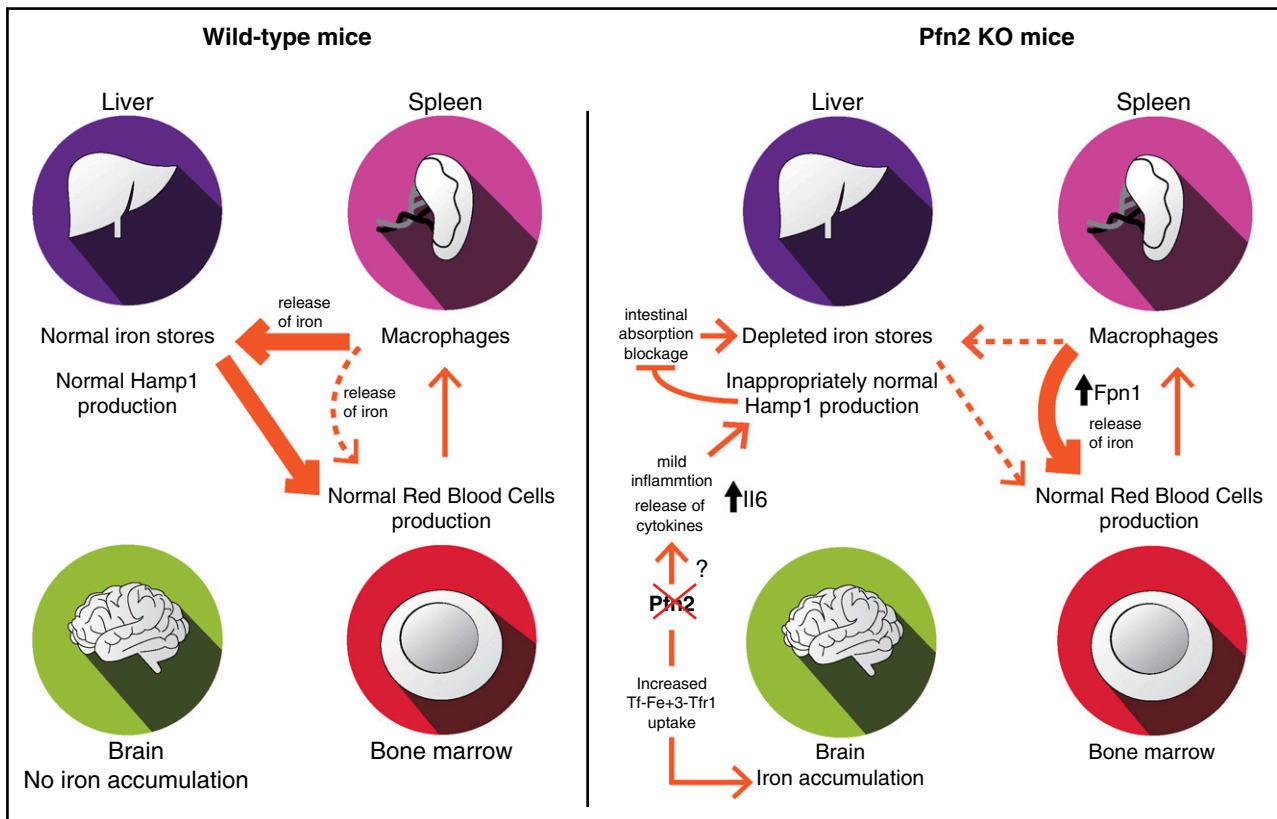 Wild-type mice
Liver
Spleen
release
of iron
Normal iron stores
Macrophages
Normal Hamp1
production
release
of iron
Normal Red Blood Cells
production
Brain
No iron accumulation
Bone marrow
Pfn2 KO mice
Liver
Spleen
intestinal
absorption
blockage
Depleted iron stores
Macrophages
Inappropriately normal
Hamp1 production
Fpn1
release
of iron
mild
inflammtion
release of
cytokines
Il6
Normal Red Blood Cells
production
?
Pfn2
Increased
Tf-Fe+3-Tfr1
uptake
Brain
Iron accumulation
Bone marrow